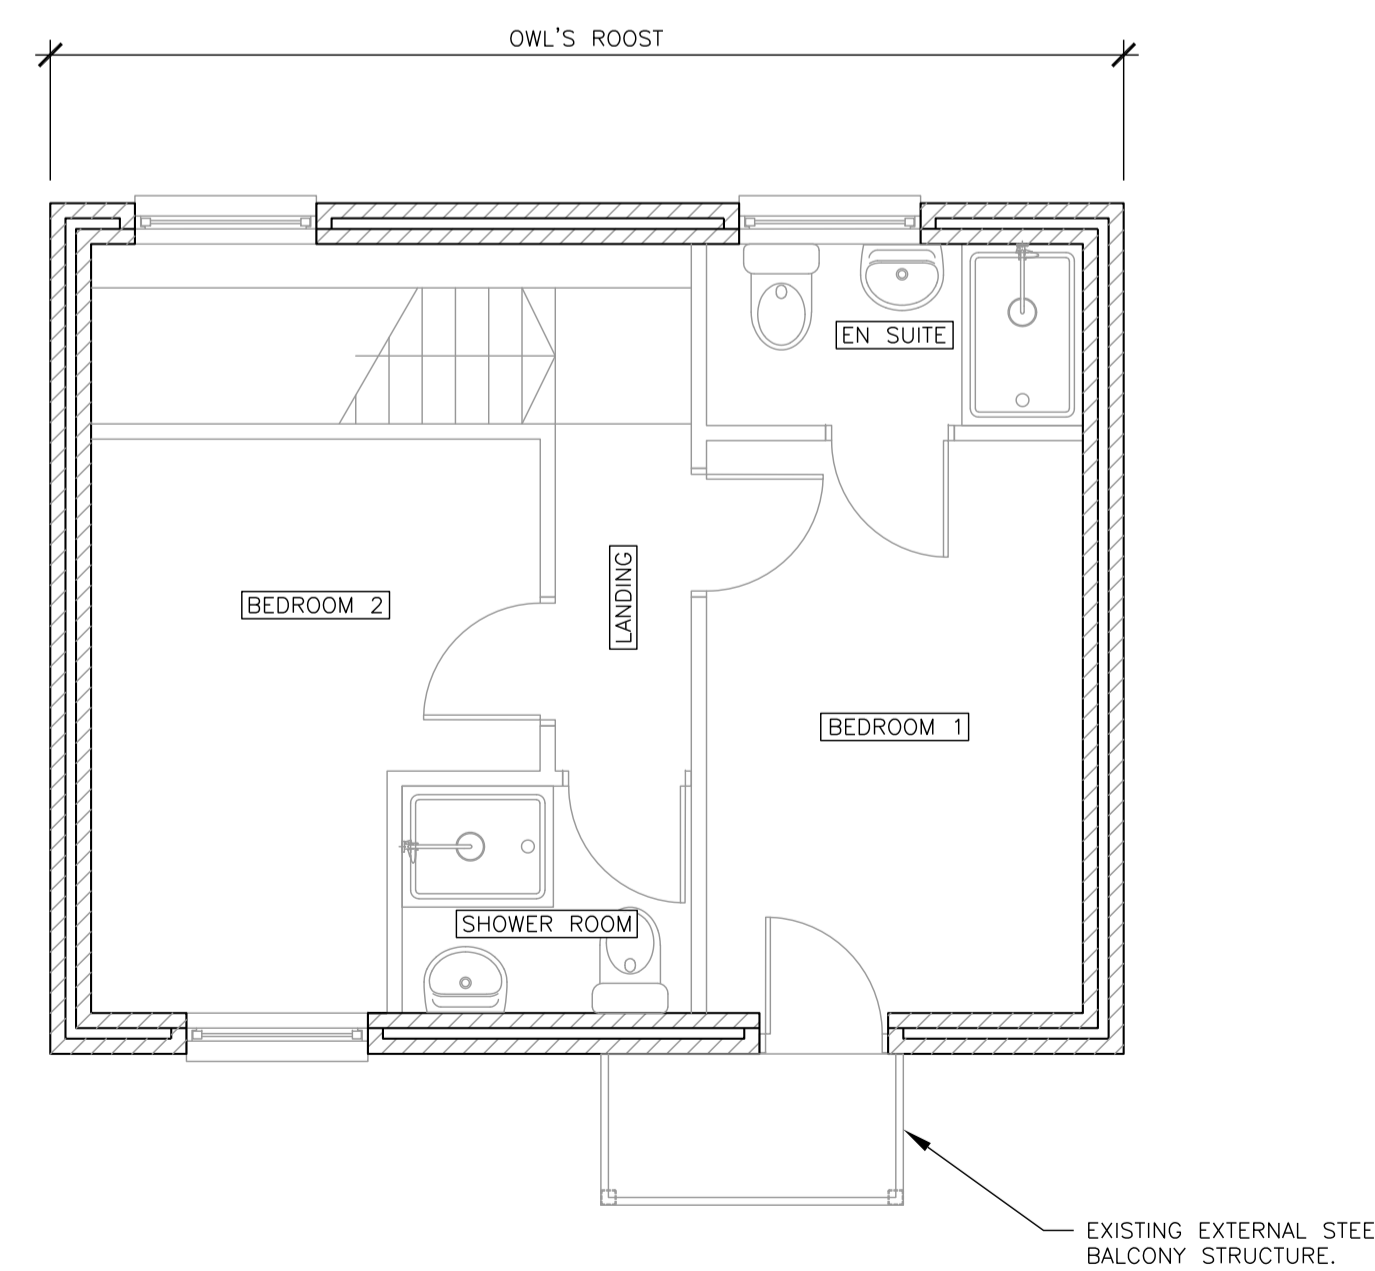 OWL'S ROOST
EN SUITE
BEDROOM 2
LANDING
BEDROOM 1
SHOWER ROOM
EXISTING EXTERNAL STEE
BALCONY STRUCTURE.